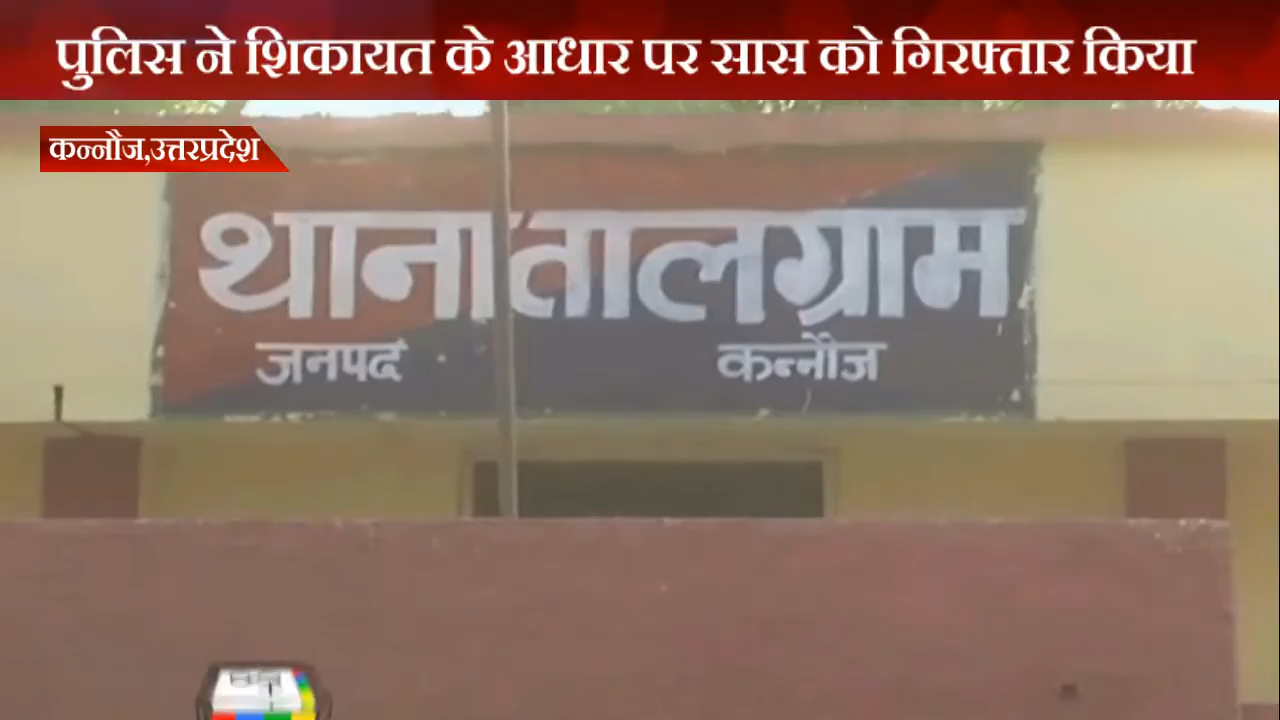 पुलिस ने शिकायत के आधार पर सास को गिरफ्तार किया
कन्नौज,उत्तरप्रदेश
थाना तालग्राम
जनपद कन्नौज